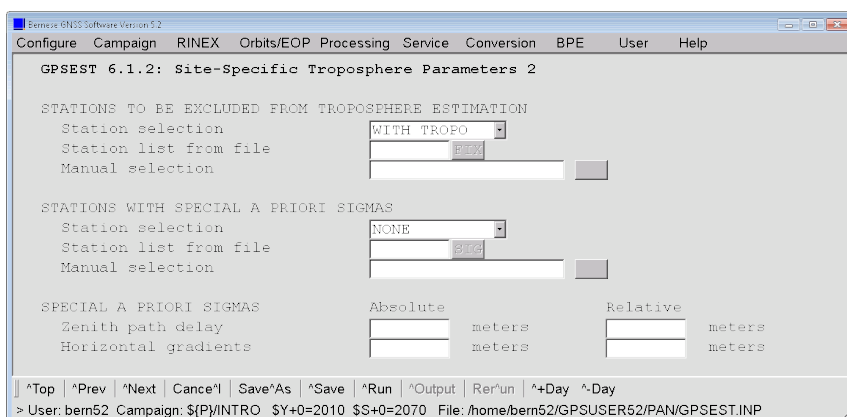 Bernese GNSS Software Version 5.2
Configure Campaign RINEX Orbits/EOP Processing Service Conversion BPE User Help
GPSEST 6.1.2: Site-Specific Troposphere Parameters 2
STATIONS TO BE EXCLUDED FROM TROPOSPHERE ESTIMATION
Station selection WITH TROPO
Station list from file FIX
Manual selection
STATIONS WITH SPECIAL A PRIORI SIGMAS
Station selection NONE
Station list from file SIG
Manual selection
SPECIAL A PRIORI SIGMAS Absolute Relative
Zenith path delay meters meters
Horizontal gradients meters meters
^Top ^Prev ^Next Cance^l Save^As ^Save ^Run ^Output Rer^un ^+Day ^-Day
> User: bern52 Campaign: ${P}/INTRO $Y+0=2010 $S+0=2070 File: /home/bern52/GPSUSER52/PAN/GPSEST.INP